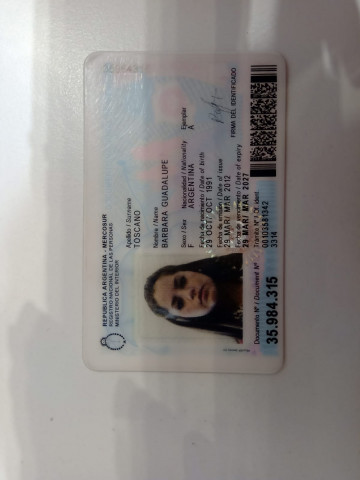 REPUBLICA ARGENTINA - MERCOSUR
REGISTRO NACIONAL DE LAS PERSONAS
MINISTERIO DEL INTERIOR
Apellido / Surname
TOSCANO
Nombre / Name
BARBARA GUADALUPE
Sexo / Sex
Nacionalidad / Nationality
Ejemplar
F
ARGENTINA
A
Fecha de nacimiento / Date of birth
29 OCT/ OCT 1991
Fecha de emisión / Date of issue
29 MAR/ MAR 2012
Fecha de vencimiento / Date of expiry
29 MAR/ MAR 2027
FIRMA DEL IDENTIFICADO
Documento Nº / Document Nº
35.984.315
Trámite Nº / Of. ident.
00103581342
3314